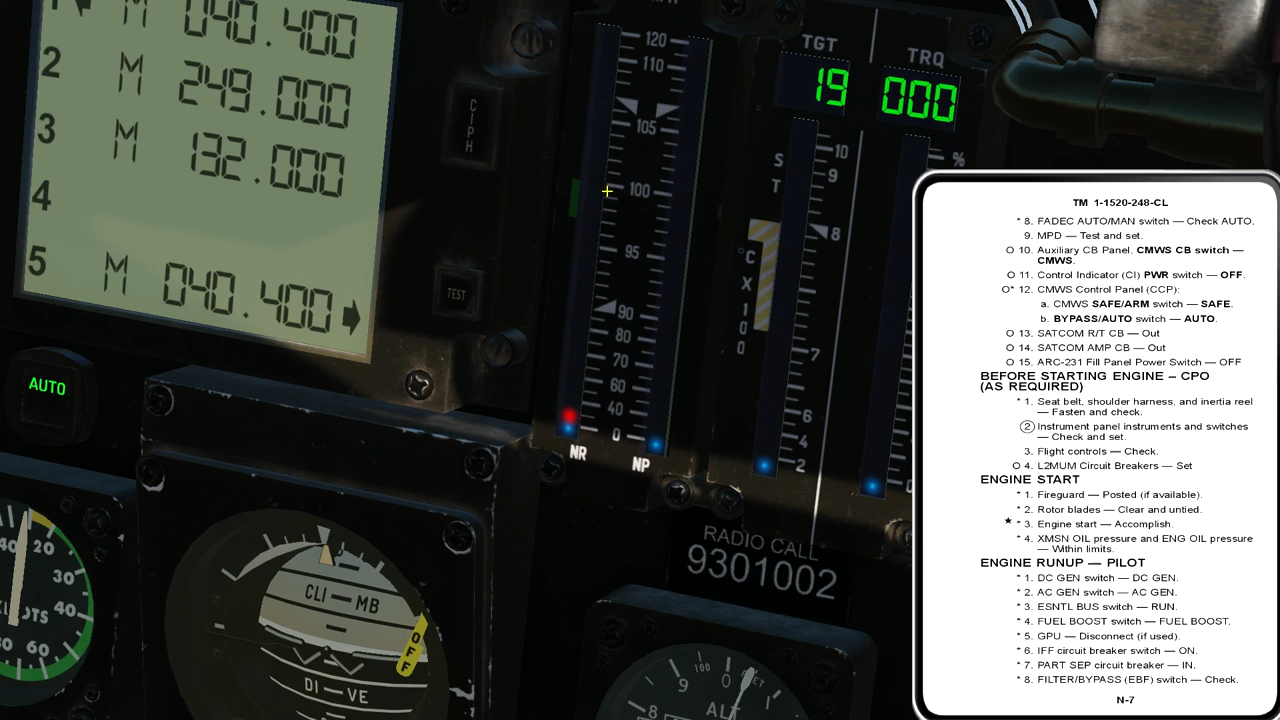 1 M 040.400
2 M 249.000
3 M 132.000
4
5 M 040.400
CIPH
TEST
AUTO
120
110
105
100
95
90
80
70
60
40
0
NR NP
TGT TRQ
19 000
S
T
°C
X
1
0
0
10
9
8
7
6
4
2
%
RADIO CALL
9301002
20
30
40
60
CLI — MB
OFF
DI — VE
100
9 0
8
ALT
TM 1-1520-248-CL
* 8. FADEC AUTO/MAN switch — Check AUTO.
9. MPD — Test and set.
O 10. Auxiliary CB Panel, CMWS CB switch —
CMWS.
O 11. Control Indicator (CI) PWR switch — OFF.
O* 12. CMWS Control Panel (CCP):
a. CMWS SAFE/ARM switch — SAFE.
b. BYPASS/AUTO switch — AUTO.
O 13. SATCOM R/T CB — Out
O 14. SATCOM AMP CB — Out
O 15. ARC-231 Fill Panel Power Switch — OFF
BEFORE STARTING ENGINE – CPO
(AS REQUIRED)
* 1. Seat belt, shoulder harness, and inertia reel
— Fasten and check.
2 Instrument panel instruments and switches
— Check and set.
3. Flight controls — Check.
O 4. L2MUM Circuit Breakers — Set
ENGINE START
* 1. Fireguard — Posted (if available).
* 2. Rotor blades — Clear and untied.
★ * 3. Engine start — Accomplish.
* 4. XMSN OIL pressure and ENG OIL pressure
— Within limits.
ENGINE RUNUP — PILOT
* 1. DC GEN switch — DC GEN.
* 2. AC GEN switch — AC GEN.
* 3. ESNTL BUS switch — RUN.
* 4. FUEL BOOST switch — FUEL BOOST.
* 5. GPU — Disconnect (if used).
* 6. IFF circuit breaker switch — ON.
* 7. PART SEP circuit breaker — IN.
* 8. FILTER/BYPASS (EBF) switch — Check.
N-7